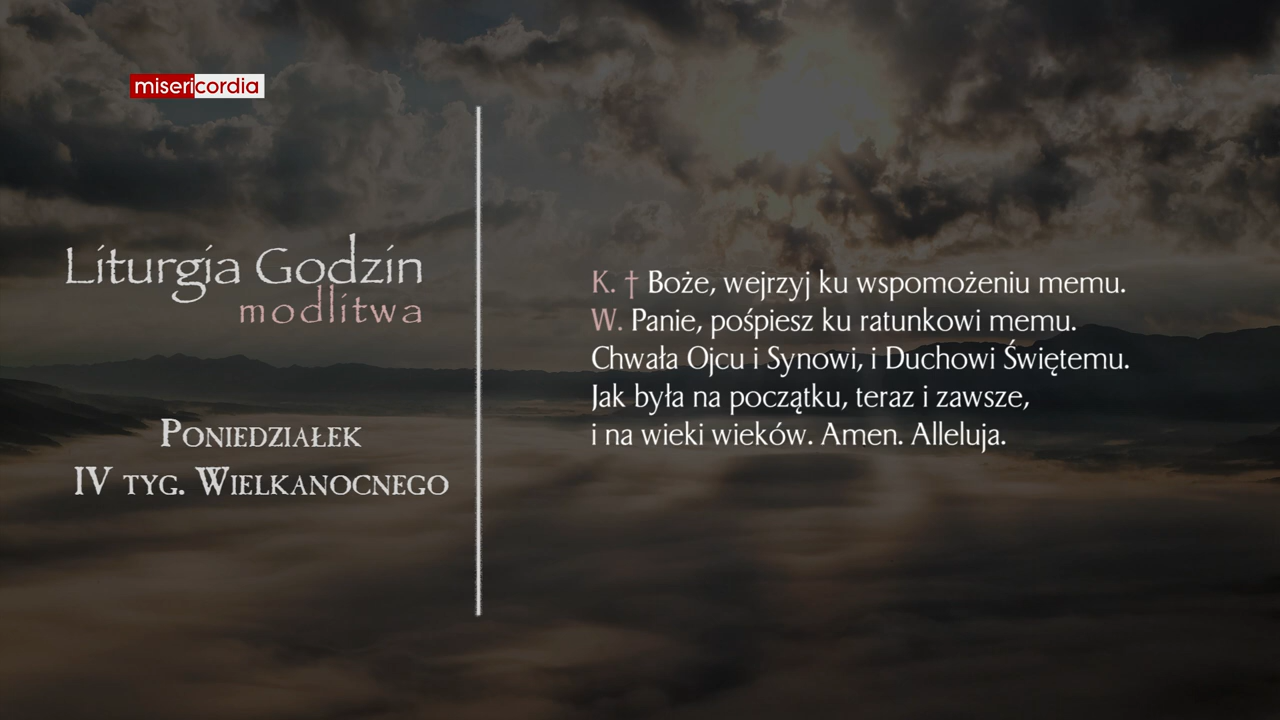 misericordia
Liturgia Godzin
modlitwa
Poniedziałek
IV tyg. Wielkanocnego
K. † Boże, wejrzyj ku wspomożeniu memu.
W. Panie, pośpiesz ku ratunkowi memu.
Chwała Ojcu i Synowi, i Duchowi Świętemu.
Jak była na początku, teraz i zawsze,
i na wieki wieków. Amen. Alleluja.